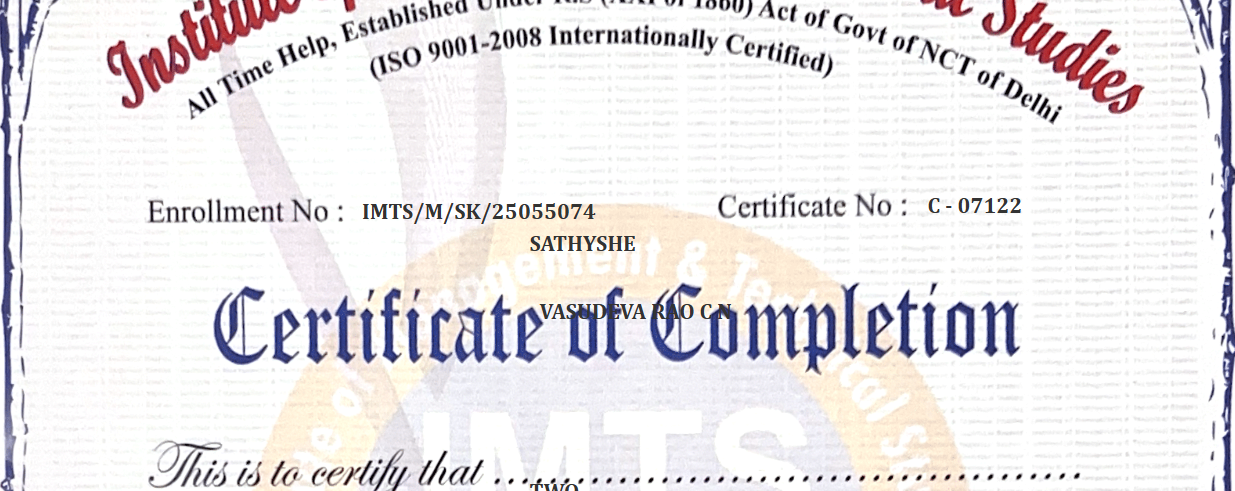 Institute Studies
All Time Help, Established Under 1860) Act of Govt of NCT of Delhi
(ISO 9001-2008 Internationally Certified)
Enrollment No : IMTS/M/SK/25055074 Certificate No : C - 07122
SATHYSHE
Certificate of Completion
VASUDEVA RAO C N
IMTS
This is to certify that ..........................................................
TWO